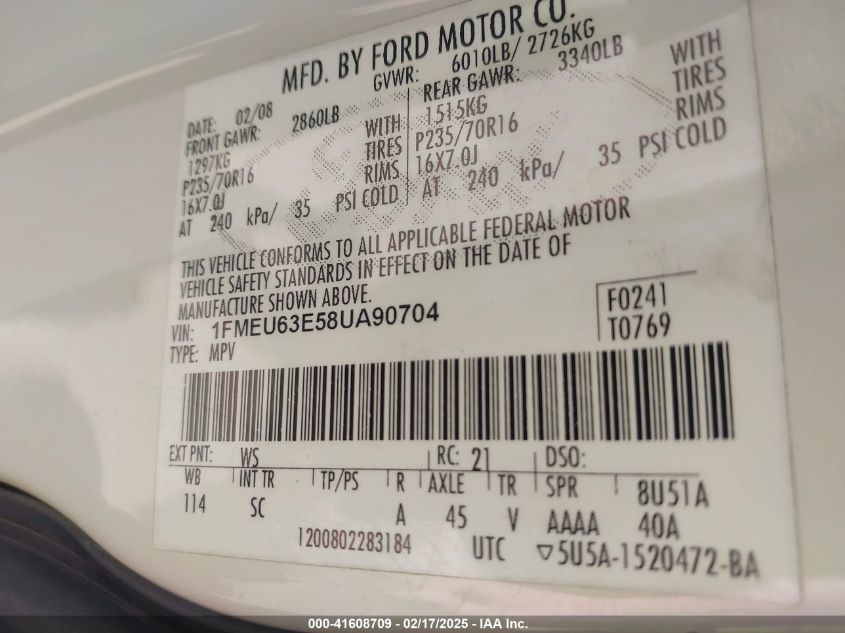 MFD. BY FORD MOTOR CO.
DATE: 02/08 GVWR: 6010LB/ 2726KG
FRONT GAWR: 2860LB REAR GAWR: 3340LB
1297KG WITH 1515KG WITH
P235/70R16 TIRES P235/70R16 TIRES
16X7.0J RIMS 16X7.0J RIMS
AT 240 kPa/ 35 PSI COLD AT 240 kPa/ 35 PSI COLD
THIS VEHICLE CONFORMS TO ALL APPLICABLE FEDERAL MOTOR
VEHICLE SAFETY STANDARDS IN EFFECT ON THE DATE OF
MANUFACTURE SHOWN ABOVE.
VIN: 1FMEU63E58UA90704 F0241
TYPE: MPV T0769
EXT PNT: WS RC: 21 DSO:
WB INT TR TP/PS R AXLE TR SPR 8U51A
114 SC A 45 V AAAA 40A
1200802283184 UTC ▽5U5A-1520472-BA
000-41608709 - 02/17/2025 - IAA Inc.